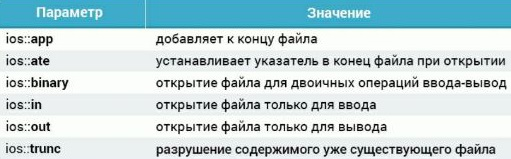 Параметр Значение
ios::app добавляет к концу файла
ios::ate устанавливает указатель в конец файла при открытии
ios::binary открытие файла для двоичных операций ввода-вывод
ios::in открытие файла только для ввода
ios::out открытие файла только для вывода
ios::trunc разрушение содержимого уже существующего файла